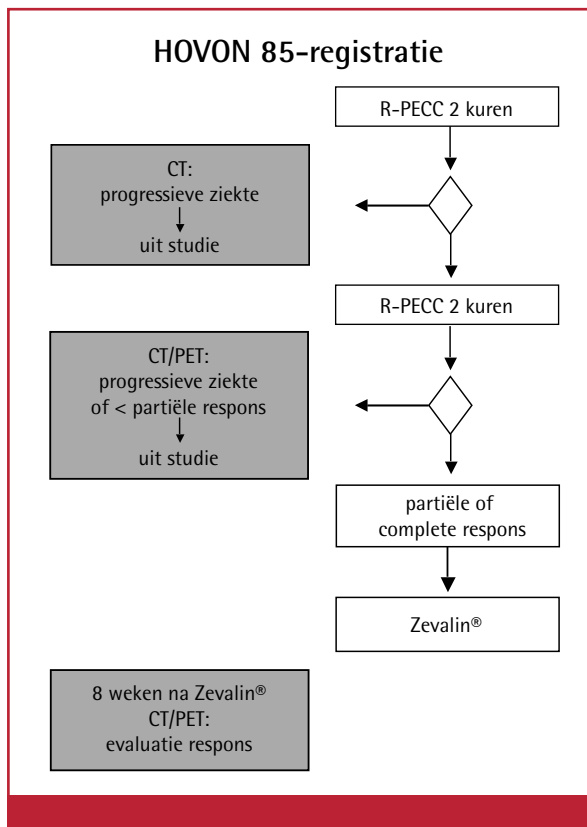 HOVON 85-registratie
R-PECC 2 kuren
CT:
progressieve ziekte
uit studie
R-PECC 2 kuren
CT/PET:
progressieve ziekte
of < partiële respons
uit studie
partiële of
complete respons
Zevalin®
8 weken na Zevalin®
CT/PET:
evaluatie respons